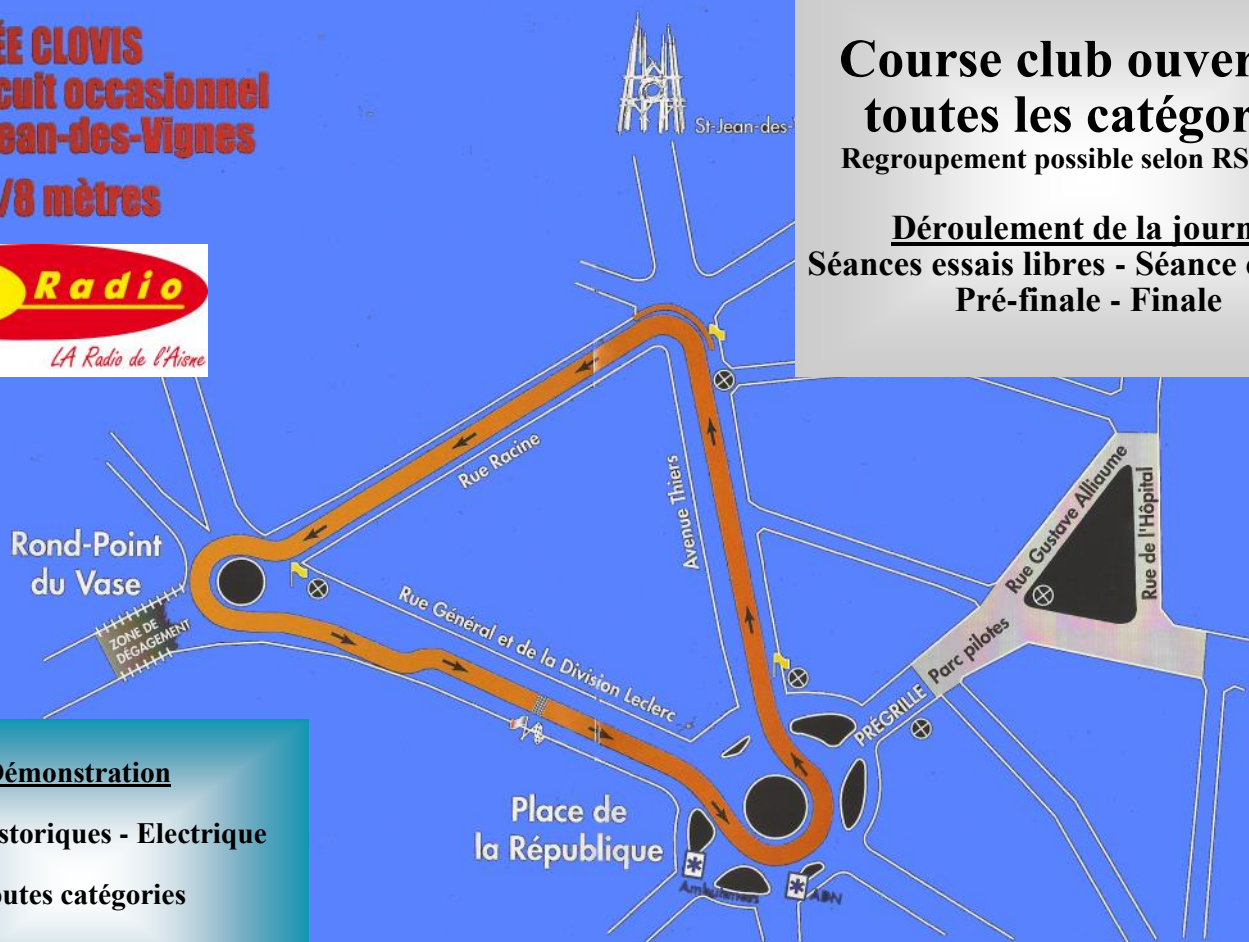 ÉE CLOVIS
cuit occasionnel
ean-des-Vignes
/8 mètres
Radio
LA Radio de l'Aisne
St-Jean-des-
Course club ouver
toutes les catégor
Regroupement possible selon RS
Déroulement de la journ
Séances essais libres - Séance
Pré-finale - Finale
Rue Racine
Avenue Thiers
Rue Gustave Alliaume
Rue de l'Hôpital
Rond-Point
du Vase
ZONE DE
DÉGAGEMENT
Rue Général et de la Division Leclerc
Parc pilotes
PRÉGRILLE
Place de
la République
Ambulances
Démonstration
storiques - Electrique
outes catégories